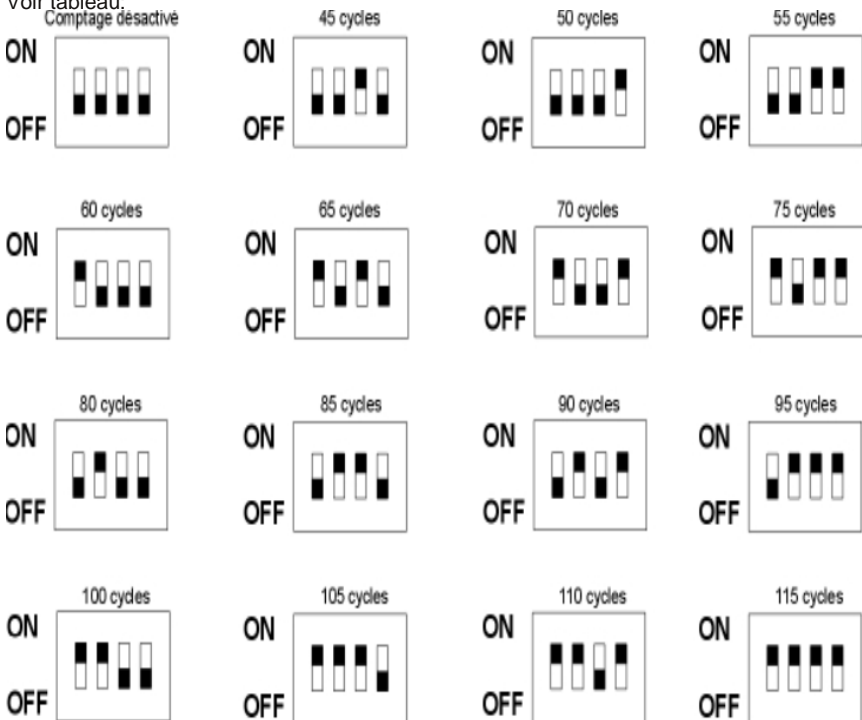 Voir tableau:
Comptage désactivé 45 cycles 50 cycles 55 cycles
ON ON ON ON
OFF OFF OFF OFF
60 cycles 65 cycles 70 cycles 75 cycles
ON ON ON ON
OFF OFF OFF OFF
80 cycles 85 cycles 90 cycles 95 cycles
ON ON ON ON
OFF OFF OFF OFF
100 cycles 105 cycles 110 cycles 115 cycles
ON ON ON ON
OFF OFF OFF OFF